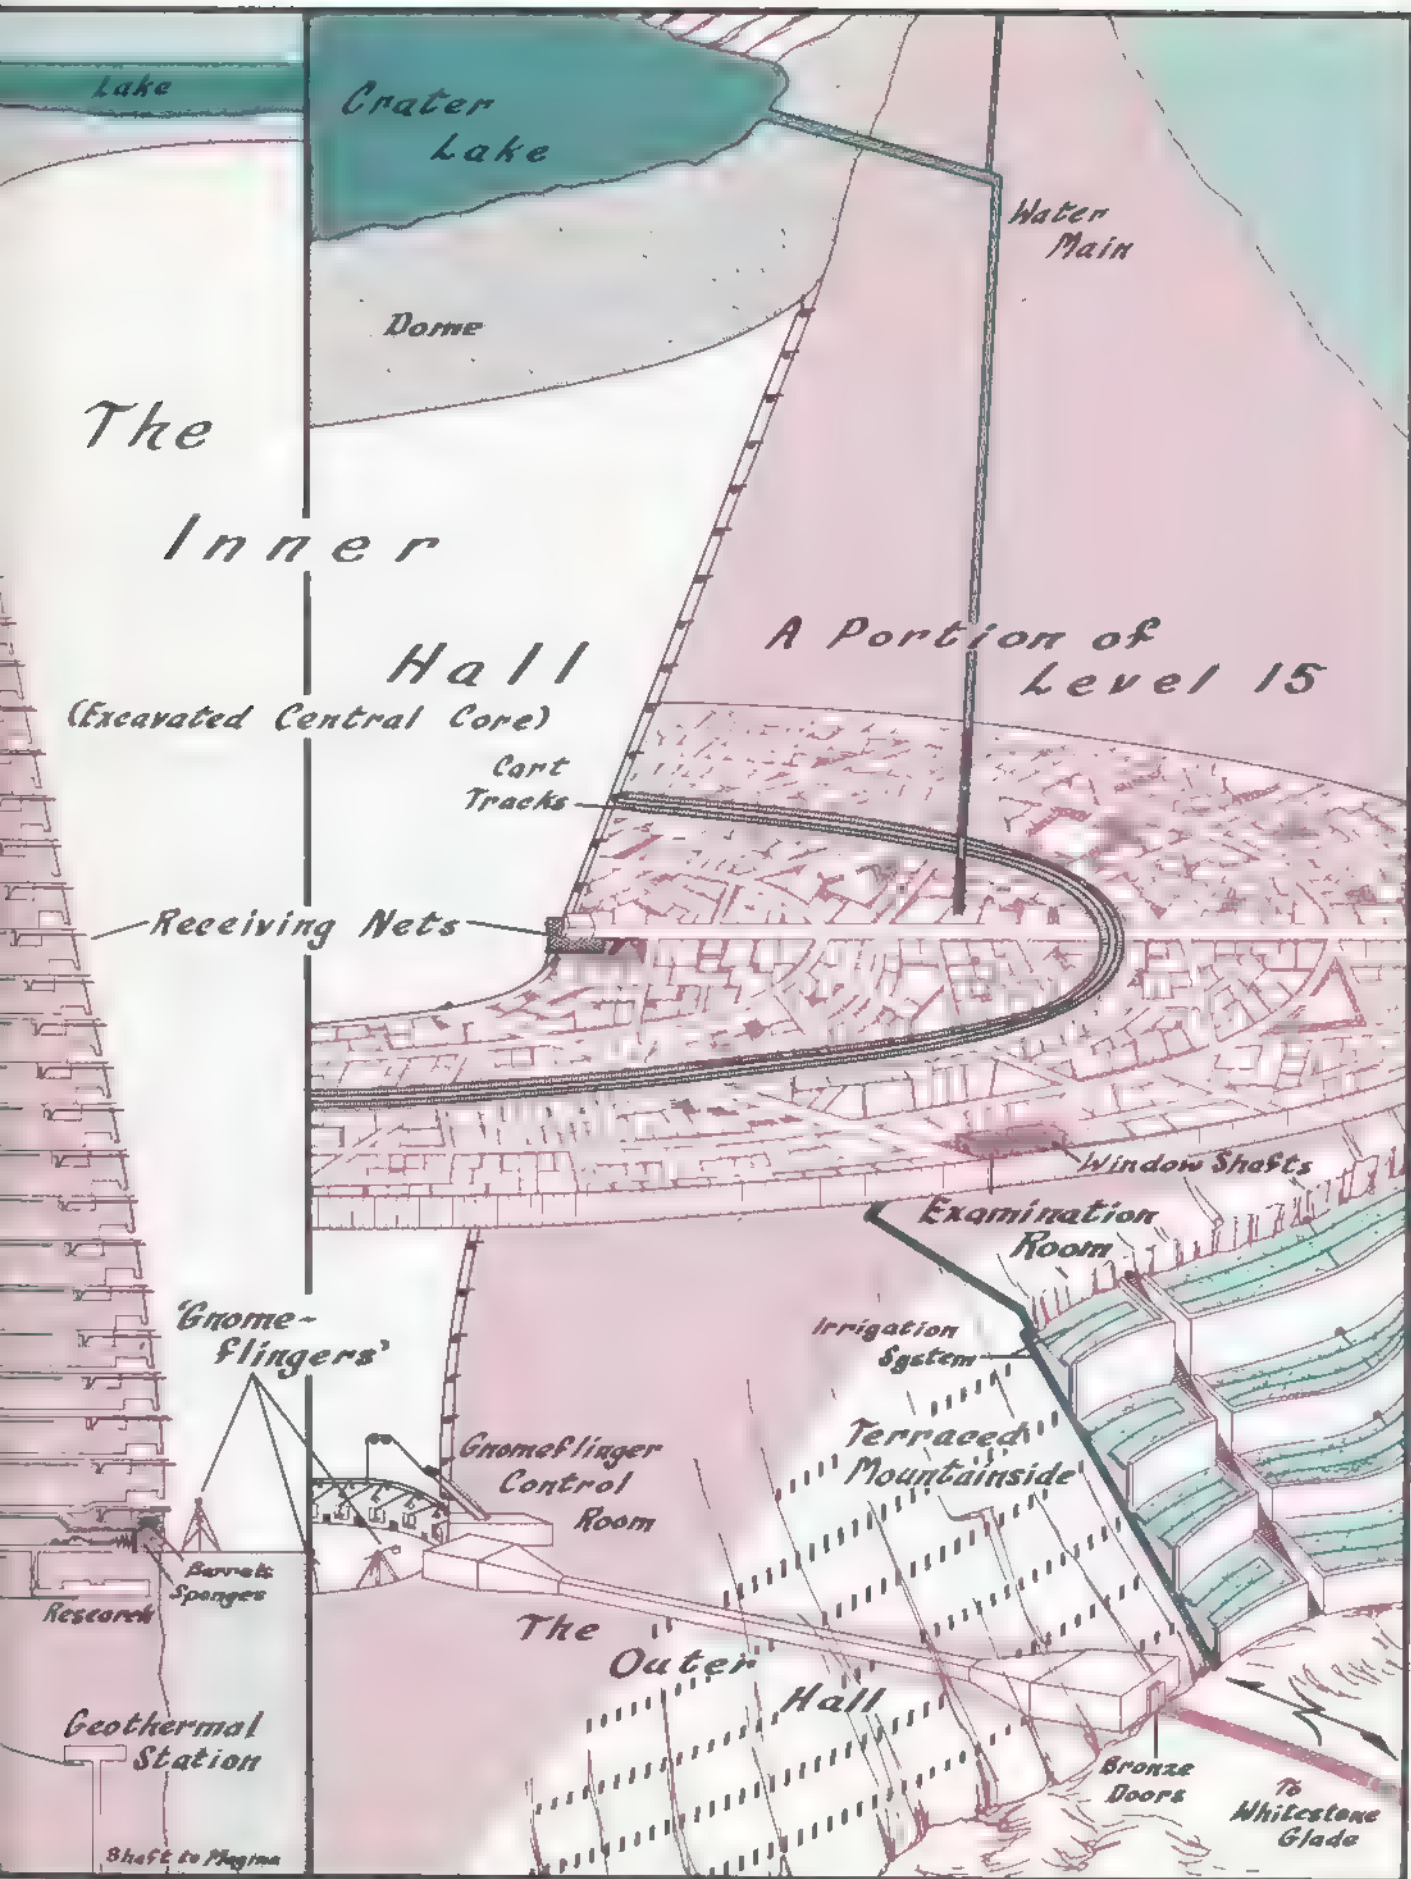 Lake
Crater
Lake
Water
Main
Dome
The
Inner
Hall
(Excavated Central Core)
A Portion of
Level 15
Cart
Tracks
Receiving Nets
Window Shafts
Examination
Room
'Gnome-
flingers'
Irrigation
System
Terraced
Mountainside
Gnomeflinger
Control
Room
Barrels
Sponges
Research
The
Outer
Hall
Geothermal
Station
Bronze
Doors
To
Whitestone
Glade
Shaft to Magma